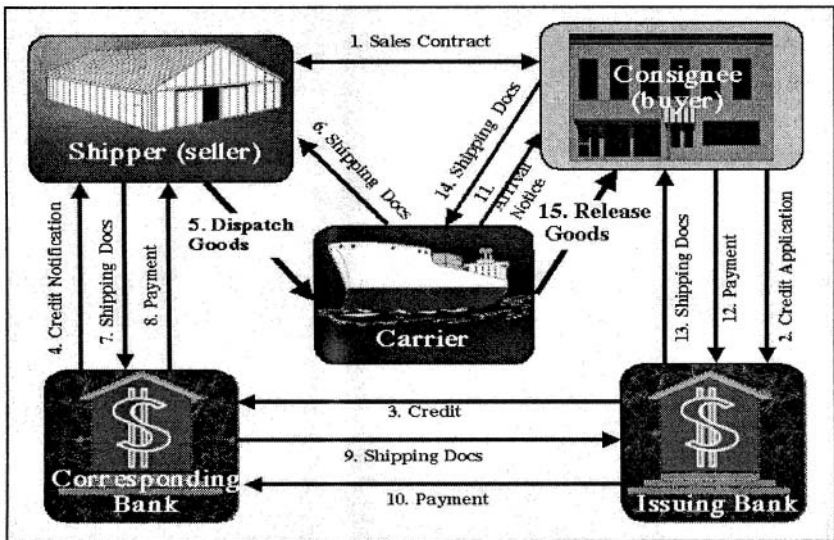 1. Sales Contract
Shipper (seller)
Consignee
(buyer)
6. Shipping Docs
14. Shipping Docs
11. Arrival
Notice
5. Dispatch
Goods
15. Release
Goods
Carrier
4. Credit Notification
7. Shipping Docs
8. Payment
13. Shipping Docs
12. Payment
2. Credit Application
3. Credit
9. Shipping Docs
10. Payment
$
Corresponding
Bank
$
Issuing Bank